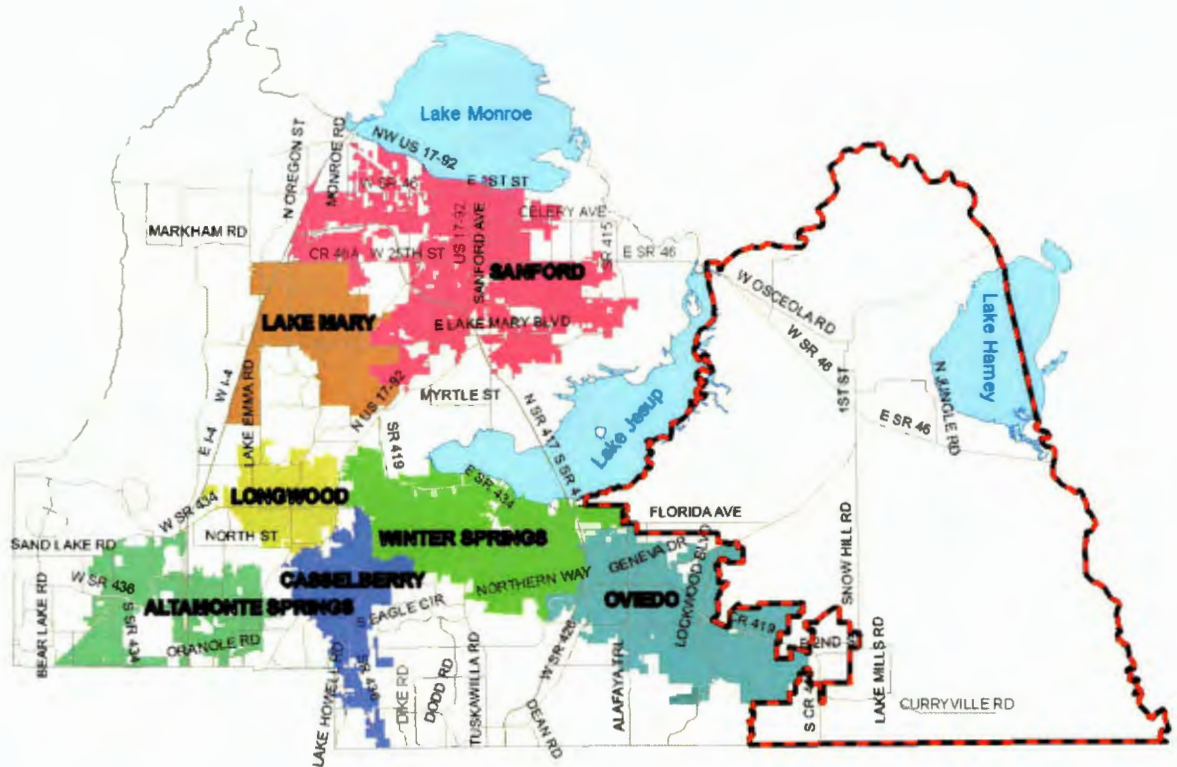 Lake Monroe
NW US 17-92
N OREGON ST
MONROE RD
W SR 46
E 1ST ST
CELERY AVE
MARKHAM RD
CR 46A
W 25TH ST
US 17-92
SANFORD AVE
SR 415
E SR 46
SANFORD
LAKE MARY
E LAKE MARY BLVD
W OSCEOLA RD
W SR 46
Lake Harney
N JUNGLE RD
1ST ST
E SR 46
W I-4
E I-4
LAKE EMMA RD
N US 17-92
MYRTLE ST
SR 419
N SR 417
Lake Jesup
LONGWOOD
E SR 434
W SR 434
NORTH ST
SAND LAKE RD
WINTER SPRINGS
FLORIDA AVE
GENEVA DR
LOCKWOOD BLVD
SNOW HILL RD
W SR 436
CASSELBERRY
NORTHERN WAY
OVIEDO
ALTAMONTE SPRINGS
EAGLE CIR
CR 419
BEAR LAKE RD
S SR 434
ORANOLE RD
W SR 426
E 2ND
LAKE MILLS RD
LAKE HOWELL RD
SR 436
DIKE RD
DODD RD
TUSKAWILLA RD
DEAN RD
ALAFAYA TRL
S CR
CURRYVILLE RD